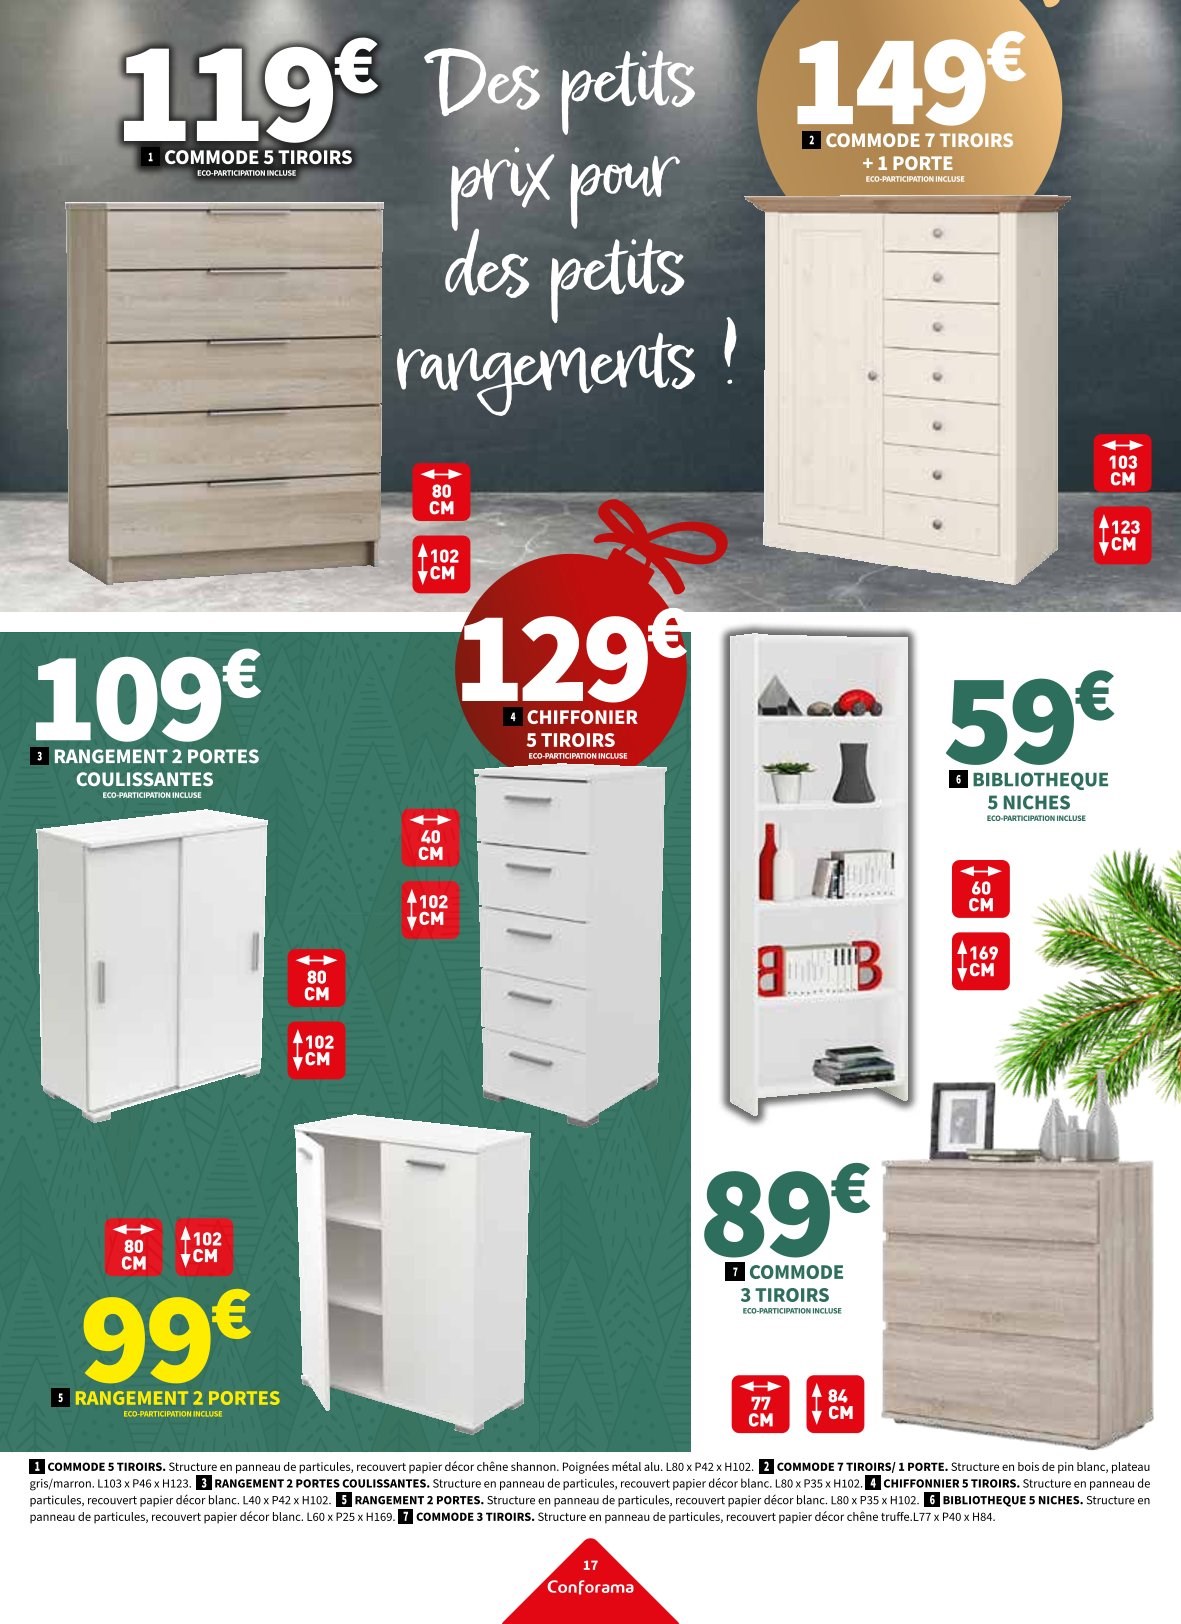 119€
1 COMMODE 5 TIROIRS
ECO-PARTICIPATION INCLUSE
Des petits
prix pour
des petits
rangements !
149€
2 COMMODE 7 TIROIRS
+ 1 PORTE
ECO-PARTICIPATION INCLUSE
80
CM
102
CM
103
CM
123
CM
109€
3 RANGEMENT 2 PORTES
COULISSANTES
ECO-PARTICIPATION INCLUSE
80
CM
102
CM
129€
4 CHIFFONIER
5 TIROIRS
ECO-PARTICIPATION INCLUSE
40
CM
102
CM
59€
6 BIBLIOTHEQUE
5 NICHES
ECO-PARTICIPATION INCLUSE
60
CM
169
CM
B B
80
CM
102
CM
99€
5 RANGEMENT 2 PORTES
ECO-PARTICIPATION INCLUSE
89€
7 COMMODE
3 TIROIRS
ECO-PARTICIPATION INCLUSE
77
CM
84
CM
1 COMMODE 5 TIROIRS. Structure en panneau de particules, recouvert papier décor chêne shannon. Poignées métal alu. L80 x P42 x H102. 2 COMMODE 7 TIROIRS/ 1 PORTE. Structure en bois de pin blanc, plateau
gris/marron. L103 x P46 x H123. 3 RANGEMENT 2 PORTES COULISSANTES. Structure en panneau de particules, recouvert papier décor blanc. L80 x P35 x H102. 4 CHIFFONNIER 5 TIROIRS. Structure en panneau de
particules, recouvert papier décor blanc. L40 x P42 x H102. 5 RANGEMENT 2 PORTES. Structure en panneau de particules, recouvert papier décor blanc. L80 x P35 x H102. 6 BIBLIOTHEQUE 5 NICHES. Structure en
panneau de particules, recouvert papier décor blanc. L60 x P25 x H169. 7 COMMODE 3 TIROIRS. Structure en panneau de particules, recouvert papier décor chêne truffe.L77 x P40 x H84.
17
Conforama